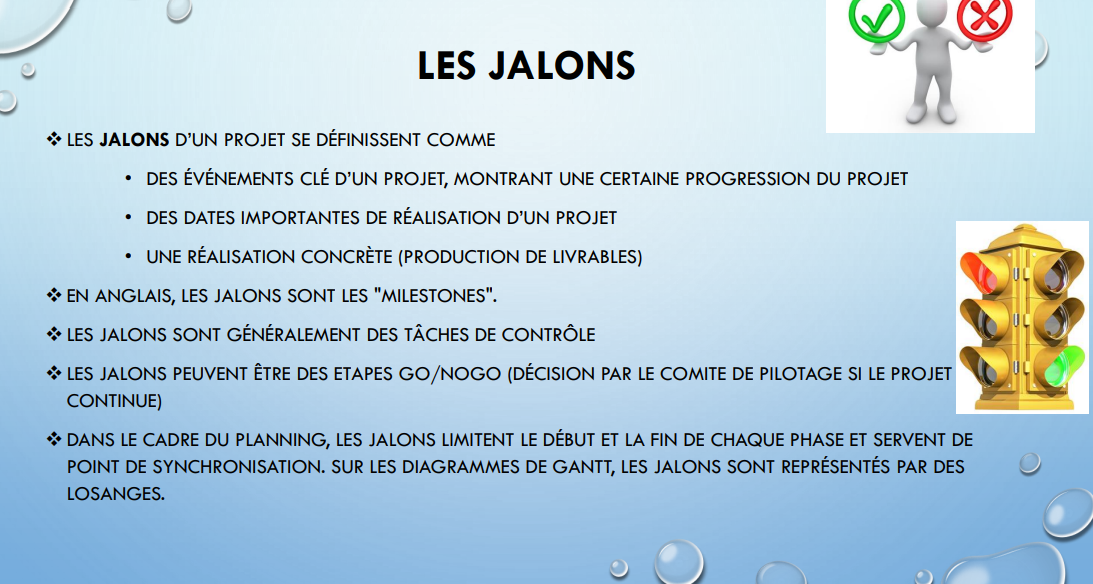 LES JALONS
❖ LES JALONS D'UN PROJET SE DÉFINISSENT COMME
• DES ÉVÉNEMENTS CLÉ D'UN PROJET, MONTRANT UNE CERTAINE PROGRESSION DU PROJET
• DES DATES IMPORTANTES DE RÉALISATION D'UN PROJET
• UNE RÉALISATION CONCRÈTE (PRODUCTION DE LIVRABLES)
❖ EN ANGLAIS, LES JALONS SONT LES "MILESTONES".
❖ LES JALONS SONT GÉNÉRALEMENT DES TÂCHES DE CONTRÔLE
❖ LES JALONS PEUVENT ÊTRE DES ETAPES GO/NOGO (DÉCISION PAR LE COMITE DE PILOTAGE SI LE PROJET
CONTINUE)
❖ DANS LE CADRE DU PLANNING, LES JALONS LIMITENT LE DÉBUT ET LA FIN DE CHAQUE PHASE ET SERVENT DE
POINT DE SYNCHRONISATION. SUR LES DIAGRAMMES DE GANTT, LES JALONS SONT REPRÉSENTÉS PAR DES
LOSANGES.